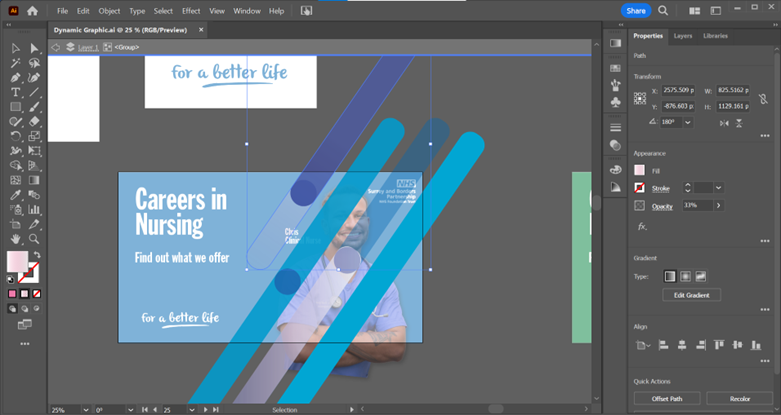 Ai File Edit Object Type Select Effect View Window Help Share
Dynamic Graphic.ai @ 25 % (RGB/Preview) ×
Layer 1 <Group>
for a better life
Careers in
Nursing
Find out what we offer
for a better life
NHS
Surrey and Borders
Partnership
NHS Foundation Trust
Chris
25% 0° 25 Selection
Properties Layers Libraries
Path
Transform
X: 2575.509 p W: 825.5162 p
Y: -876.603 p H: 1129.161 p
180°
Appearance
Fill
Stroke
Opacity 33%
fx.
Gradient
Type:
Edit Gradient
Align
Quick Actions
Offset Path Recolor